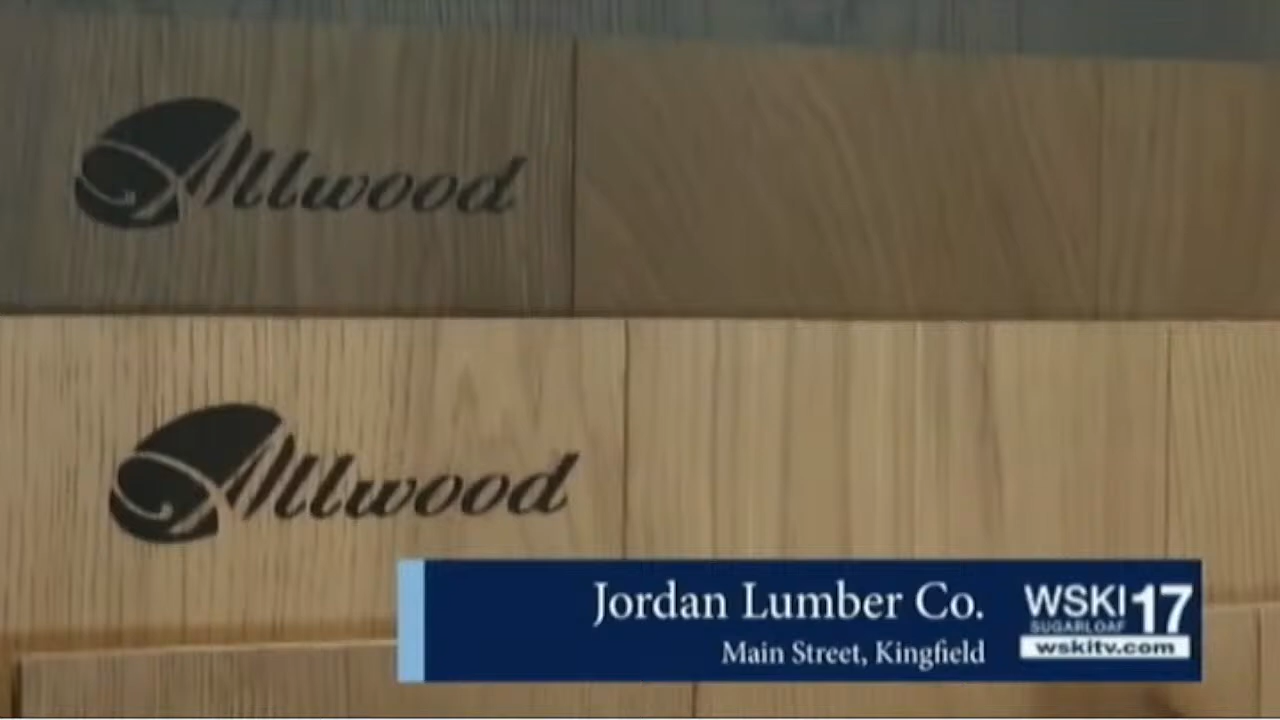 Allwood
Allwood
Jordan Lumber Co.
Main Street, Kingfield
WSKI 17
SUGARLOAF
wskitv.com